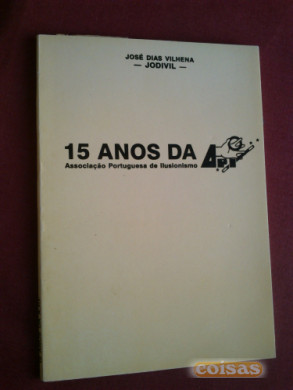 JOSÉ DIAS VILHENA
— JODIVIL —
15 ANOS DA
Associação Portuguesa de Ilusionismo
coisas